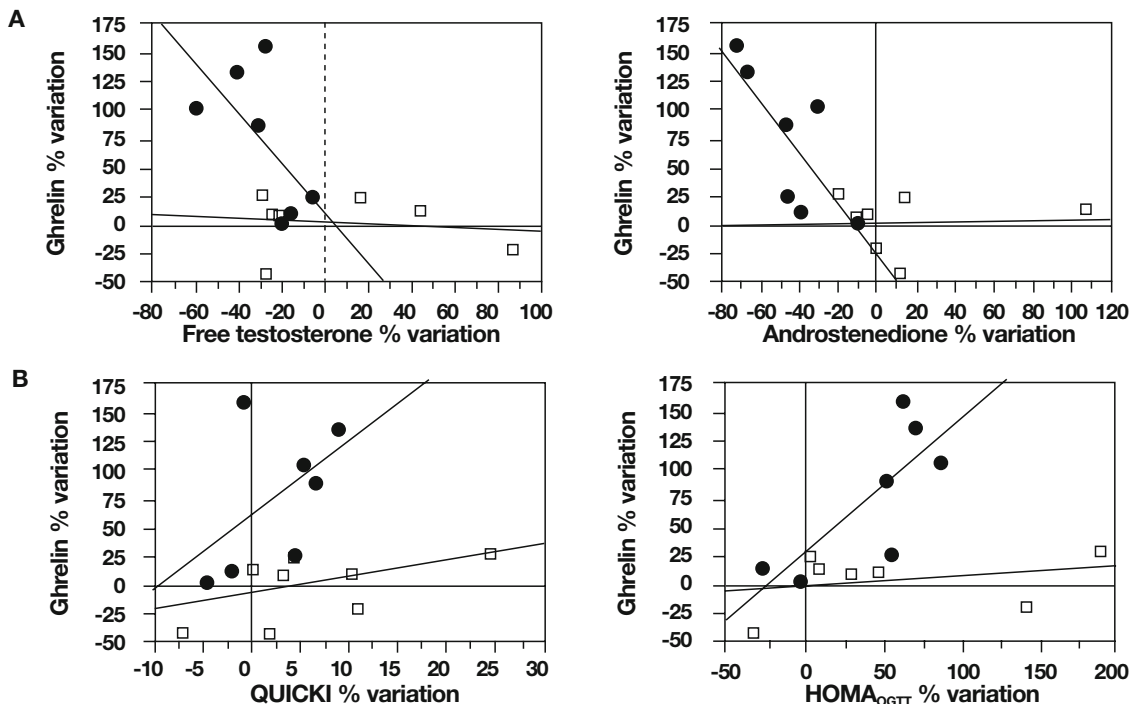 A
Ghrelin % variation
175
150
125
100
75
50
25
0
-25
-50
-80 -60 -40 -20 0 20 40 60 80 100
Free testosterone % variation
Ghrelin % variation
175
150
125
100
75
50
25
0
-25
-50
-80 -60 -40 -20 0 20 40 60 80 100 120
Androstenedione % variation
B
Ghrelin % variation
175
150
125
100
75
50
25
0
-25
-50
-10 -5 0 5 10 15 20 25 30
QUICKI % variation
Ghrelin % variation
175
150
125
100
75
50
25
0
-25
-50
-50 0 50 100 150 200
HOMAOGTT % variation